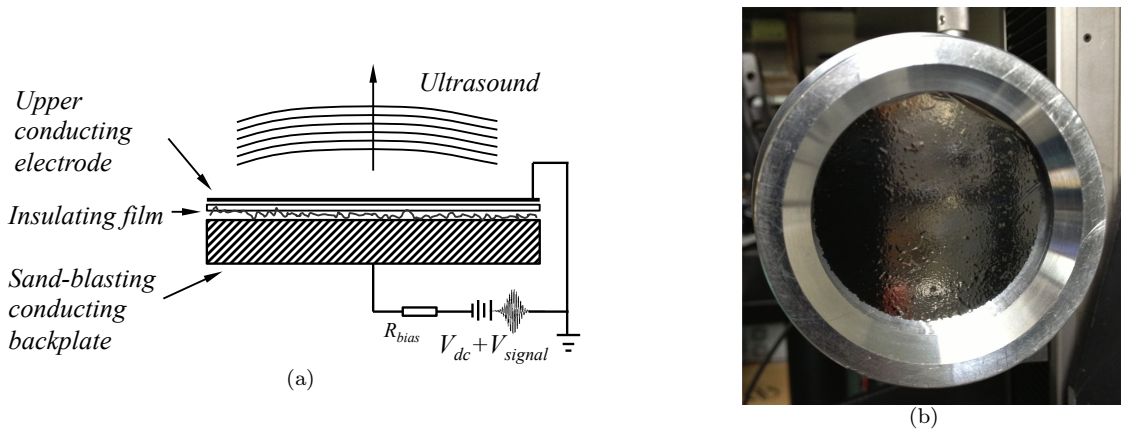 Upper
conducting
electrode
Ultrasound
Insulating film
Sand-blasting
conducting
backplate
R_bias
V_dc+V_signal
(a)
(b)